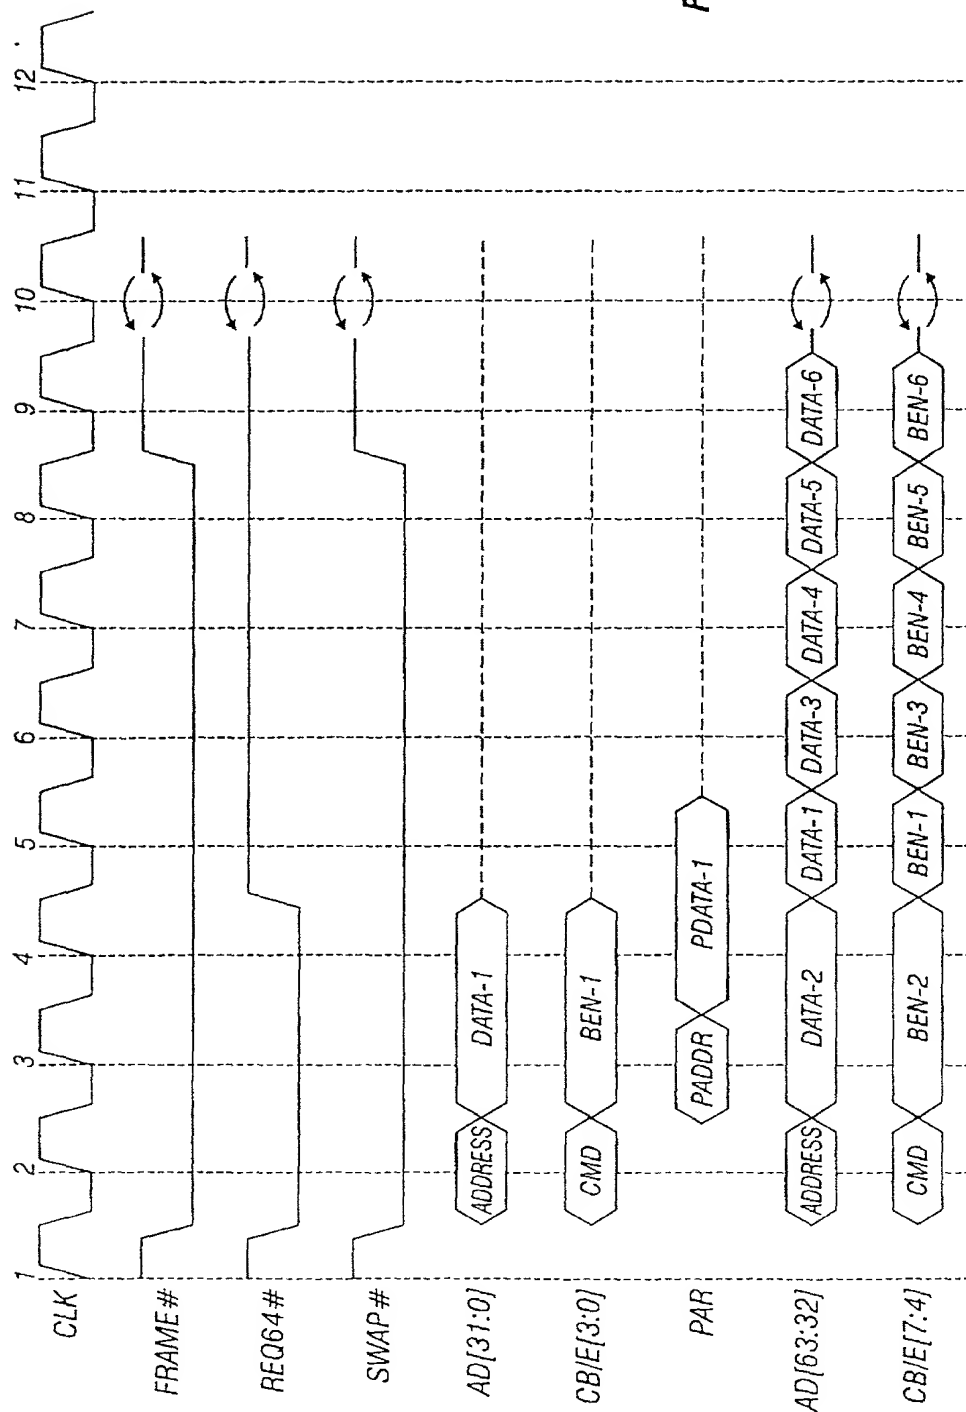 1 2 3 4 5 6 7 8 9 10 11 12
CLK
FRAME#
REQ64#
SWAP#
AD[31:0] ADDRESS DATA-1
CB/E[3:0] CMD BEN-1
PAR PADDR PDATA-1
AD[63:32] ADDRESS DATA-2 DATA-1 DATA-3 DATA-4 DATA-5 DATA-6
CB/E[7:4] CMD BEN-2 BEN-1 BEN-3 BEN-4 BEN-5 BEN-6